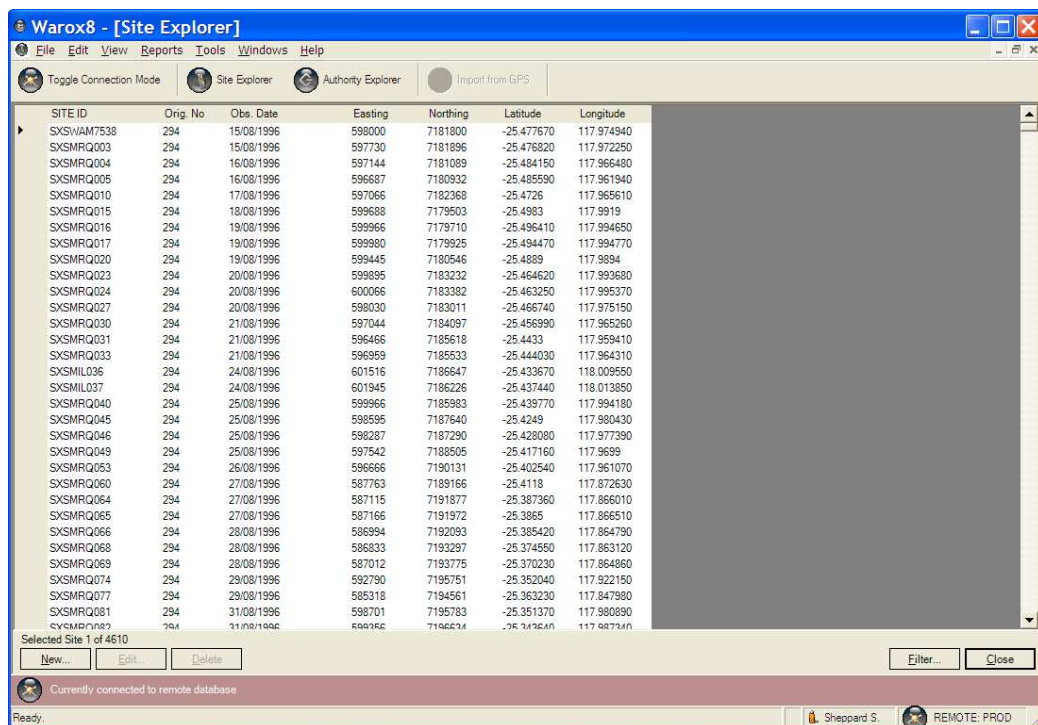 Warox8 - [Site Explorer]
File Edit View Reports Tools Windows Help
Toggle Connection Mode Site Explorer Authority Explorer Import from GPS
SITE ID Orig. No Obs. Date Easting Northing Latitude Longitude
SXSWAM7538 294 15/08/1996 598000 7181800 -25.477670 117.974940
SXSMRQ003 294 15/08/1996 597730 7181896 -25.476820 117.972250
SXSMRQ004 294 16/08/1996 597144 7181089 -25.484150 117.966480
SXSMRQ005 294 16/08/1996 596687 7180932 -25.485590 117.961940
SXSMRQ010 294 17/08/1996 597066 7182368 -25.4726 117.965610
SXSMRQ015 294 18/08/1996 599688 7179503 -25.4983 117.9919
SXSMRQ016 294 19/08/1996 599966 7179710 -25.496410 117.994650
SXSMRQ017 294 19/08/1996 599980 7179925 -25.494470 117.994770
SXSMRQ020 294 19/08/1996 599445 7180546 -25.4889 117.9894
SXSMRQ023 294 20/08/1996 599895 7183232 -25.464620 117.993680
SXSMRQ024 294 20/08/1996 600066 7183382 -25.463250 117.995370
SXSMRQ027 294 20/08/1996 598030 7183011 -25.466740 117.975150
SXSMRQ030 294 21/08/1996 597044 7184097 -25.456990 117.965260
SXSMRQ031 294 21/08/1996 596466 7185618 -25.4433 117.959410
SXSMRQ033 294 21/08/1996 596959 7185533 -25.444030 117.964310
SXSMIL036 294 24/08/1996 601516 7186647 -25.433670 118.009550
SXSMIL037 294 24/08/1996 601945 7186226 -25.437440 118.013850
SXSMRQ040 294 25/08/1996 599966 7185983 -25.439770 117.994180
SXSMRQ045 294 25/08/1996 598595 7187640 -25.4249 117.980430
SXSMRQ046 294 25/08/1996 598287 7187290 -25.428080 117.977390
SXSMRQ049 294 25/08/1996 597542 7188505 -25.417160 117.9699
SXSMRQ053 294 26/08/1996 596666 7190131 -25.402540 117.961070
SXSMRQ060 294 27/08/1996 587763 7189166 -25.4118 117.872630
SXSMRQ064 294 27/08/1996 587115 7191877 -25.387360 117.866010
SXSMRQ065 294 27/08/1996 587166 7191972 -25.3865 117.866510
SXSMRQ066 294 28/08/1996 586994 7192093 -25.385420 117.864790
SXSMRQ068 294 28/08/1996 586833 7193297 -25.374550 117.863120
SXSMRQ069 294 28/08/1996 587012 7193775 -25.370230 117.864860
SXSMRQ074 294 29/08/1996 592790 7195751 -25.352040 117.922150
SXSMRQ077 294 29/08/1996 585318 7194561 -25.363230 117.847980
SXSMRQ081 294 31/08/1996 598701 7195783 -25.351370 117.980890
SXSMRQ082 294 31/08/1996 599356 7196634 -25.343640 117.987340
Selected Site 1 of 4610
New... Edit... Delete Filter... Close
Currently connected to remote database
Ready. Sheppard S. REMOTE: PROD